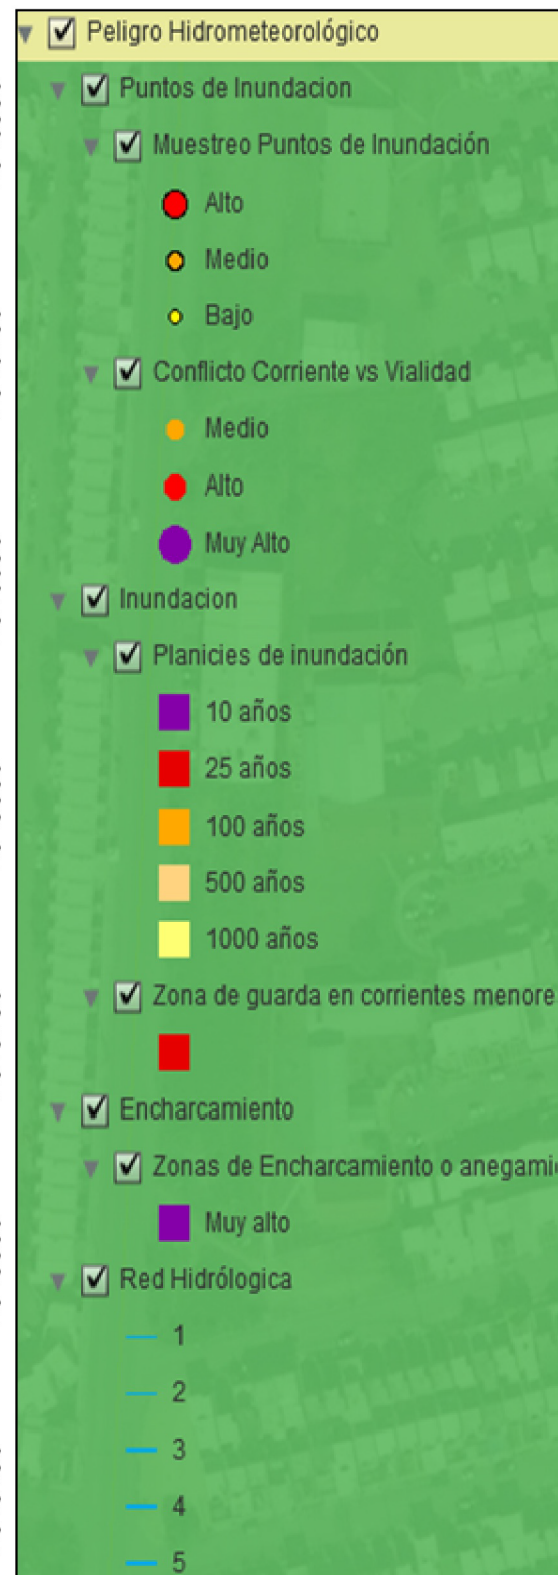 Peligro Hidrometeorológico
Puntos de Inundacion
Muestreo Puntos de Inundación
Alto
Medio
Bajo
Conflicto Corriente vs Vialidad
Medio
Alto
Muy Alto
Inundacion
Planicies de inundación
10 años
25 años
100 años
500 años
1000 años
Zona de guarda en corrientes menore
Encharcamiento
Zonas de Encharcamiento o anegami
Muy alto
Red Hidrólogica
1
2
3
4
5